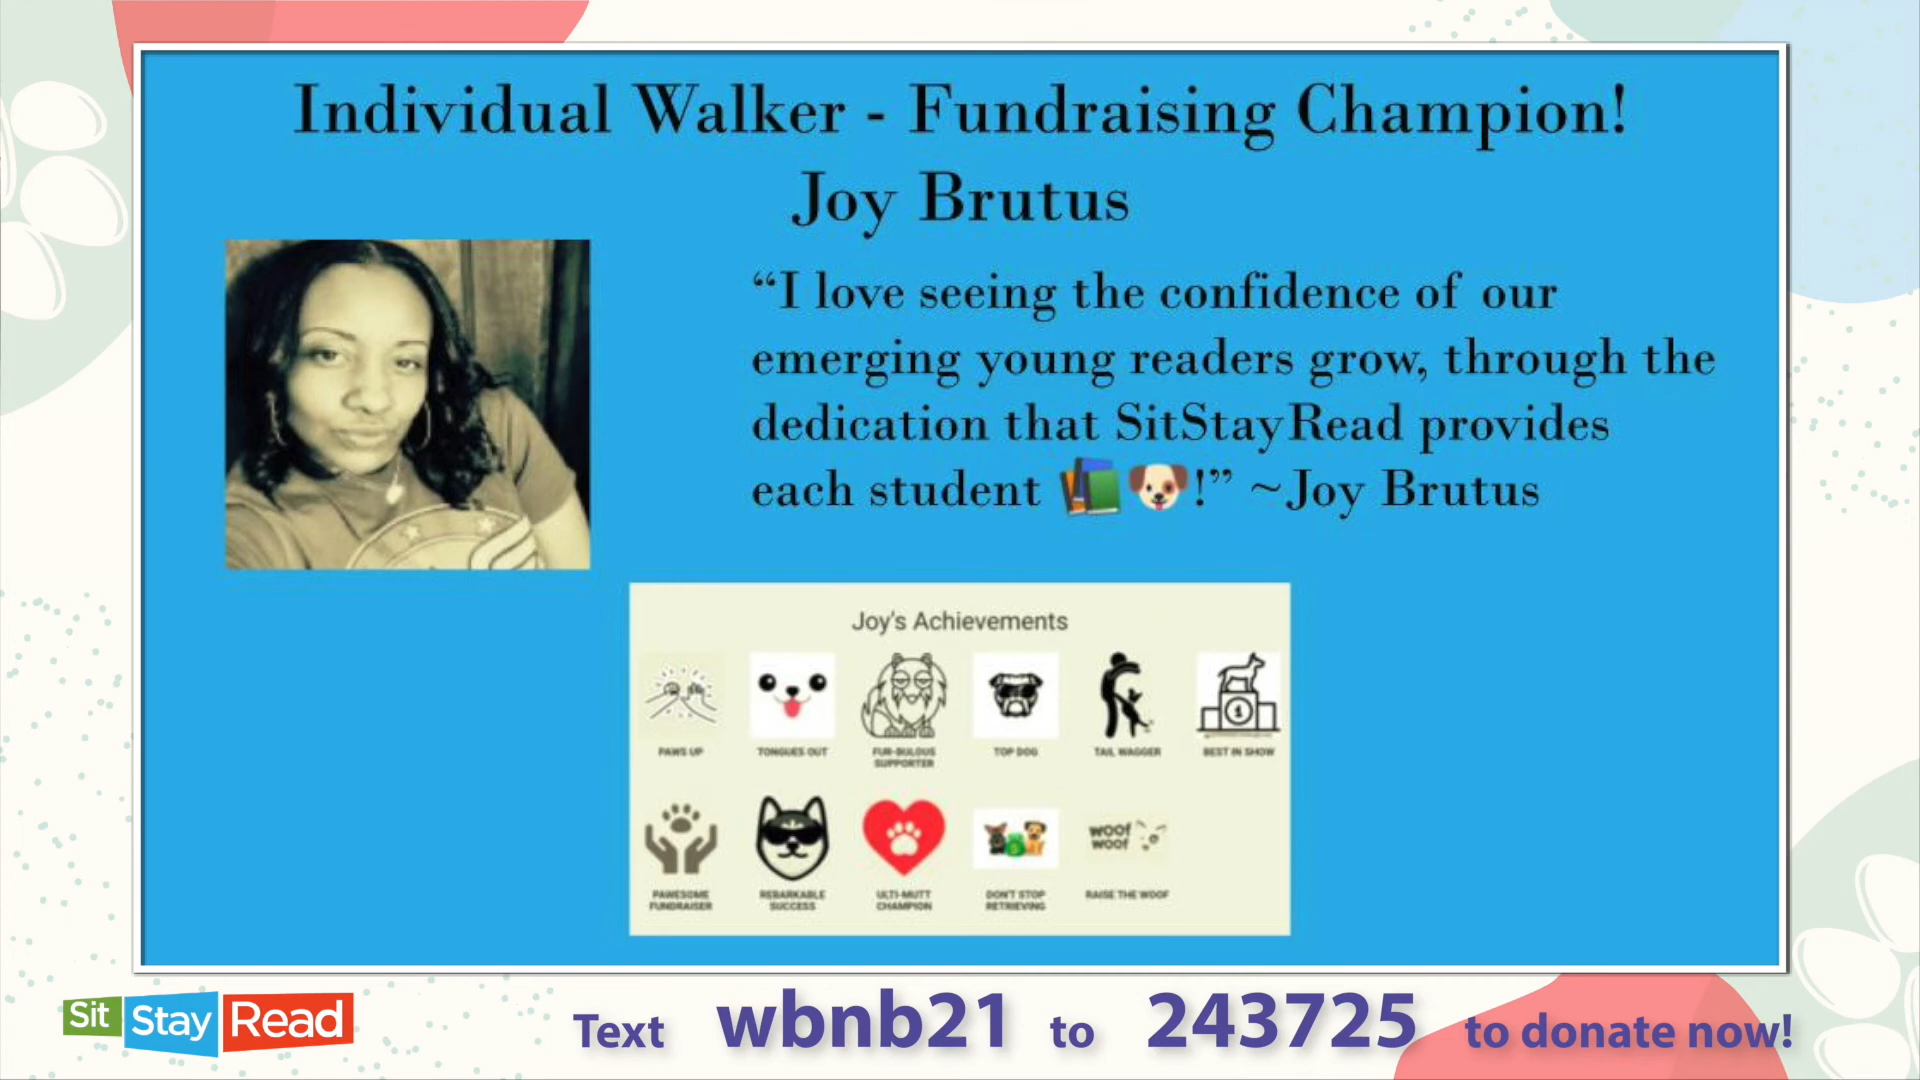 Individual Walker - Fundraising Champion!
Joy Brutus
“I love seeing the confidence of our
emerging young readers grow, through the
dedication that SitStayRead provides
each student 📚🐶!” ~Joy Brutus
Joy's Achievements
PAWS UP
TONGUES OUT
FUR-BULOUS
SUPPORTER
TOP DOG
TAIL WAGGER
1
BEST IN SHOW
PAWESOME
FUNDRAISER
REBARKABLE
SUCCESS
ULTI-MUTT
CHAMPION
DON'T STOP
RETRIEVING
woof
woof
RAISE THE WOOF
Sit Stay Read
Text wbnb21 to 243725 to donate now!